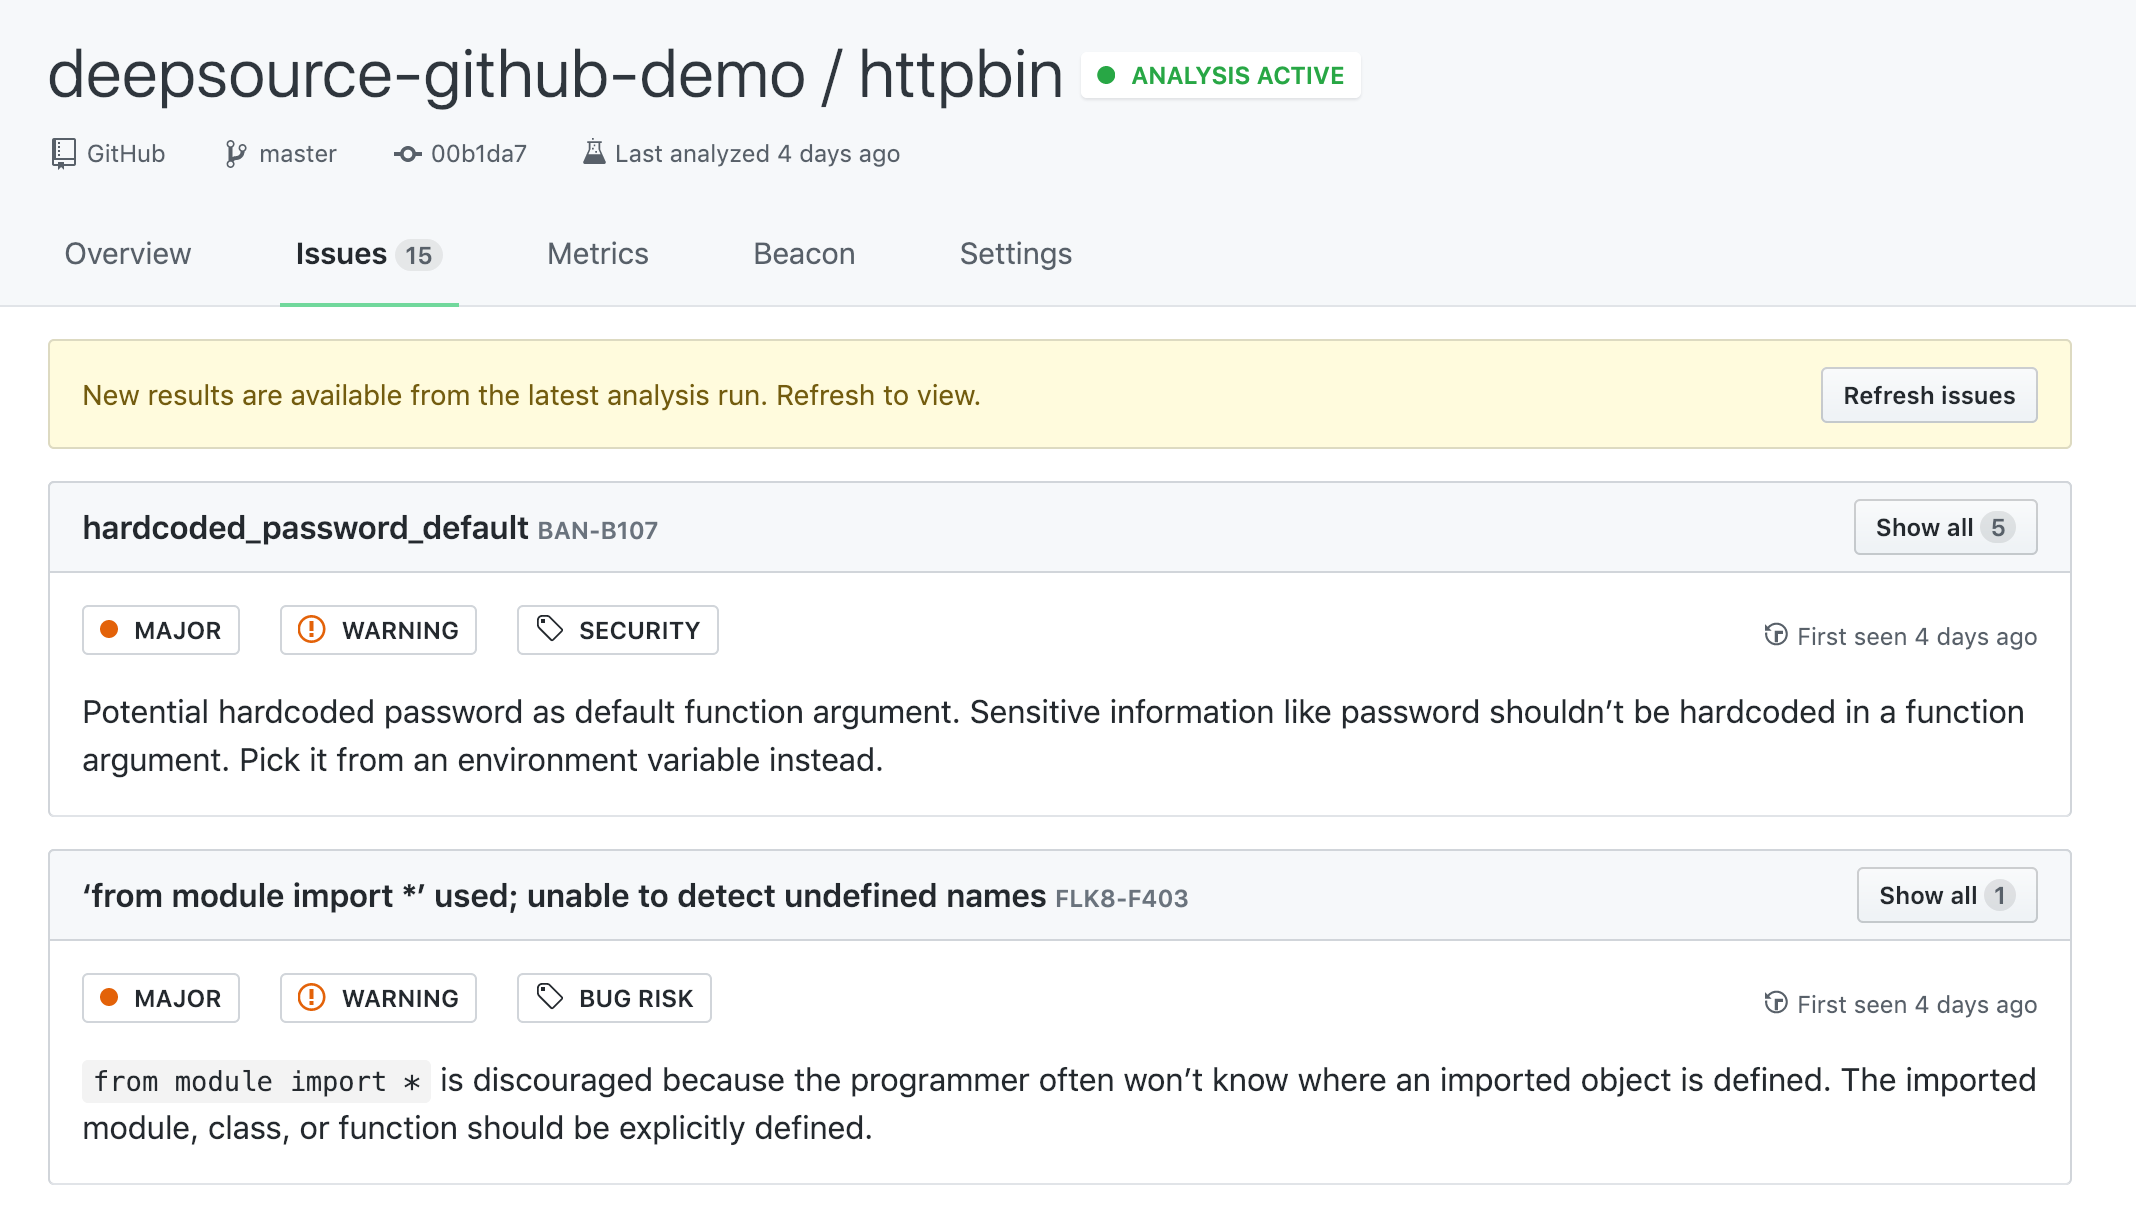 deepsource-github-demo / httpbin ANALYSIS ACTIVE
GitHub master 00b1da7 Last analyzed 4 days ago
Overview Issues 15 Metrics Beacon Settings
New results are available from the latest analysis run. Refresh to view. Refresh issues
hardcoded_password_default BAN-B107 Show all 5
MAJOR WARNING SECURITY First seen 4 days ago
Potential hardcoded password as default function argument. Sensitive information like password shouldn’t be hardcoded in a function
argument. Pick it from an environment variable instead.
‘from module import *’ used; unable to detect undefined names FLK8-F403 Show all 1
MAJOR WARNING BUG RISK First seen 4 days ago
from module import * is discouraged because the programmer often won’t know where an imported object is defined. The imported
module, class, or function should be explicitly defined.